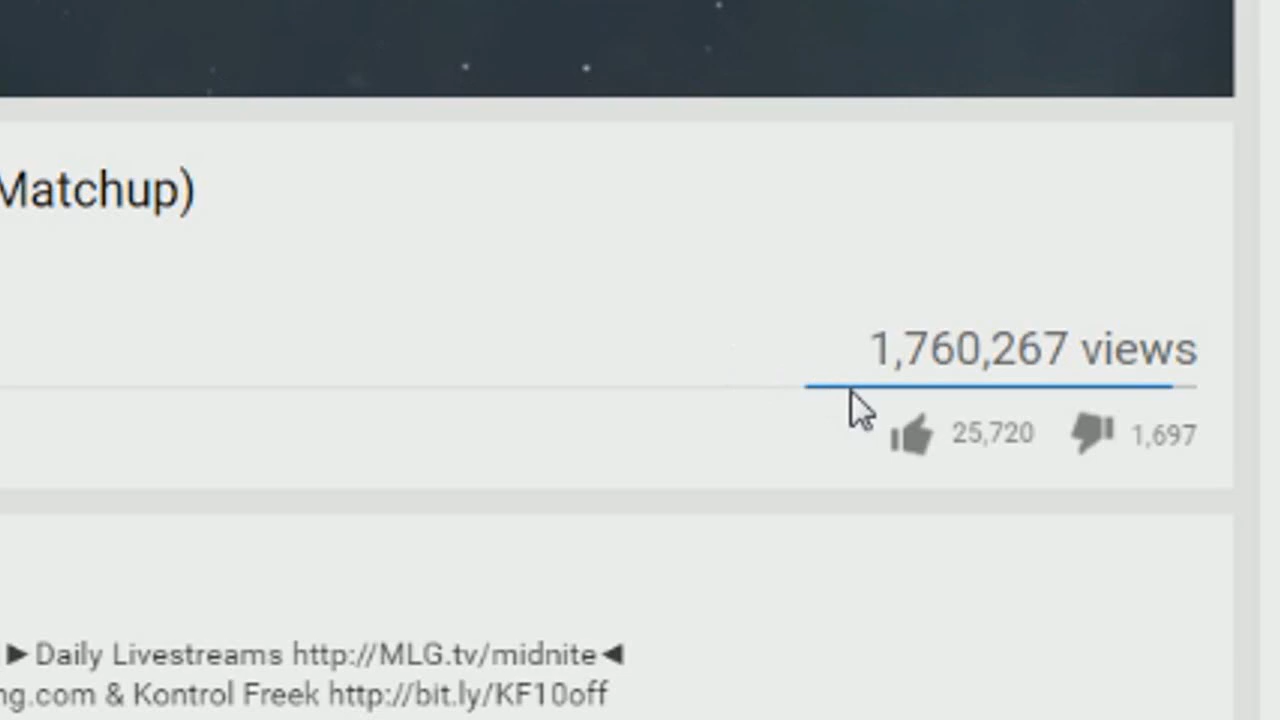 Matchup)
1,760,267 views
25,720 1,697
►Daily Livestreams http://MLG.tv/midnite◄
ng.com & Kontrol Freek http://bit.ly/KF10off